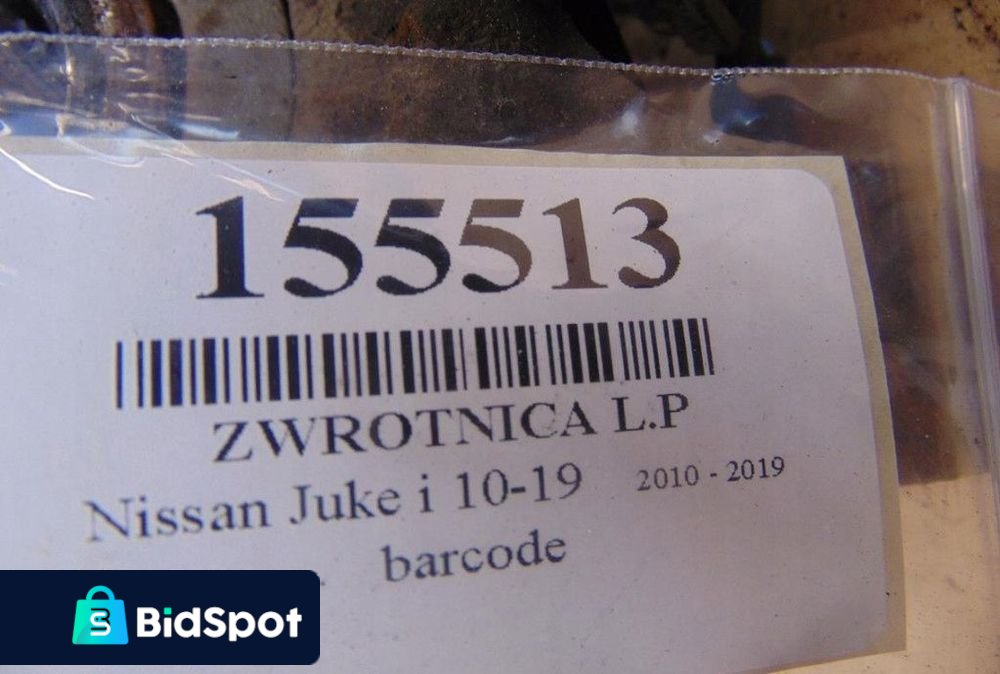 155513
ZWROTNICA L.P
Nissan Juke i 10-19 2010 - 2019
barcode
BidSpot